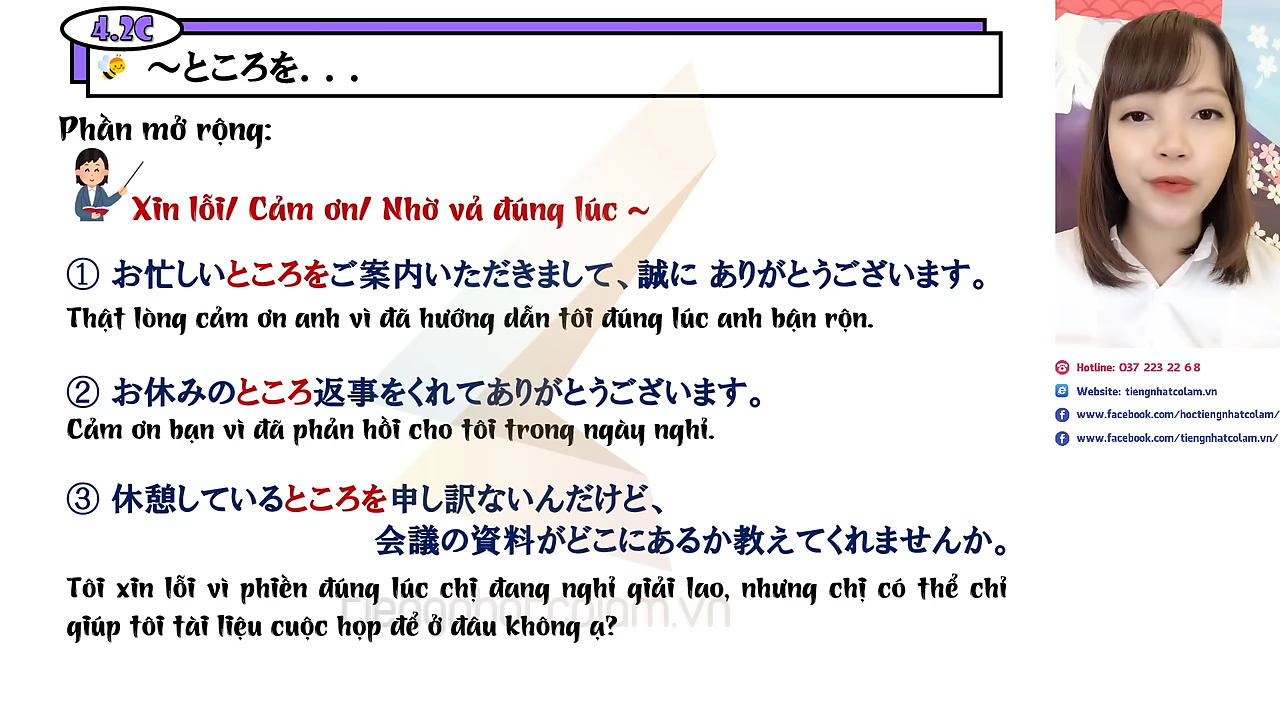 4.2C
～ところを...
Phần mở rộng:
Xin lỗi/ Cảm ơn/ Nhờ vả đúng lúc ~
① お忙しいところをご案内いただきまして、誠に ありがとうございます。
Thật lòng cảm ơn anh vì đã hướng dẫn tôi đúng lúc anh bận rộn.
② お休みのところ返事をくれてありがとうございます。
Cảm ơn bạn vì đã phản hồi cho tôi trong ngày nghỉ.
③ 休憩しているところを申し訳ないんだけど、
会議の資料がどこにあるか教えてくれませんか。
Tôi xin lỗi vì phiền đúng lúc chị đang nghỉ giải lao, nhưng chị có thể chỉ
giúp tôi tài liệu cuộc họp để ở đâu không ạ?
tiengnhatcolam.vn
Hotline: 037 223 22 68
Website: tiengnhatcolam.vn
www.facebook.com/hoctiengnhatcolam/
www.facebook.com/tiengnhatcolam.vn/